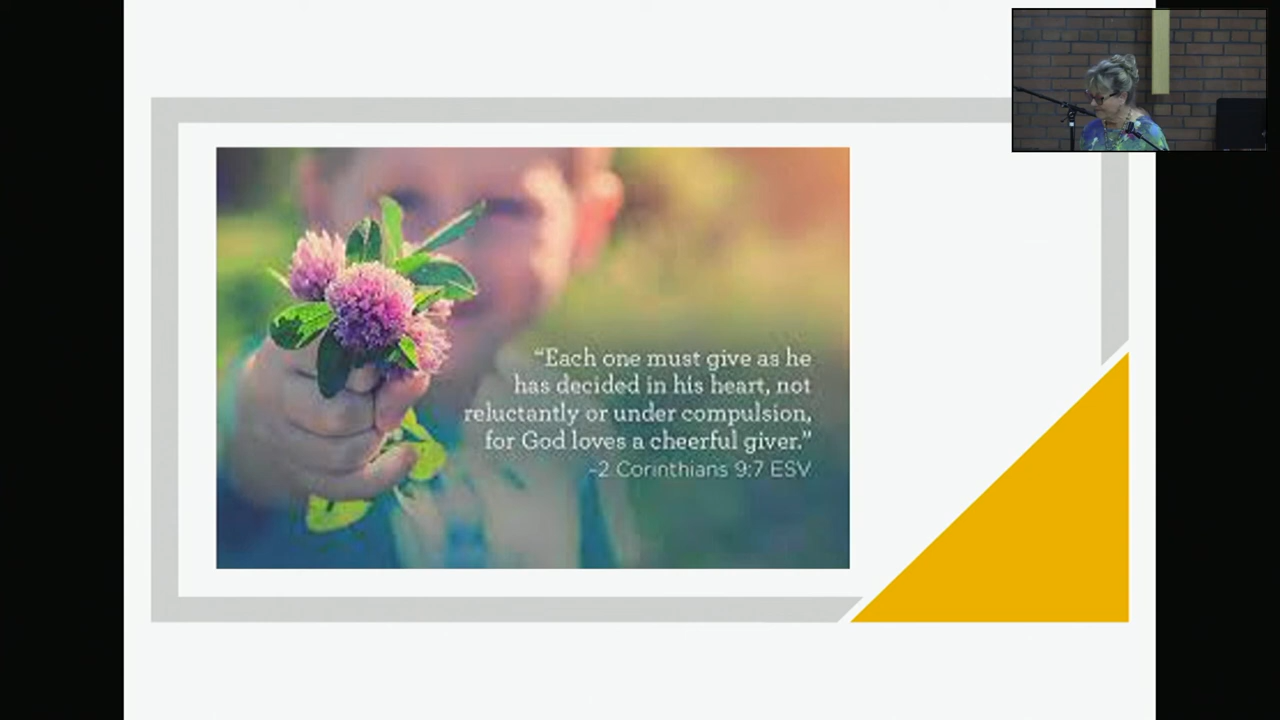 “Each one must give as he
has decided in his heart, not
reluctantly or under compulsion,
for God loves a cheerful giver.”
–2 Corinthians 9:7 ESV